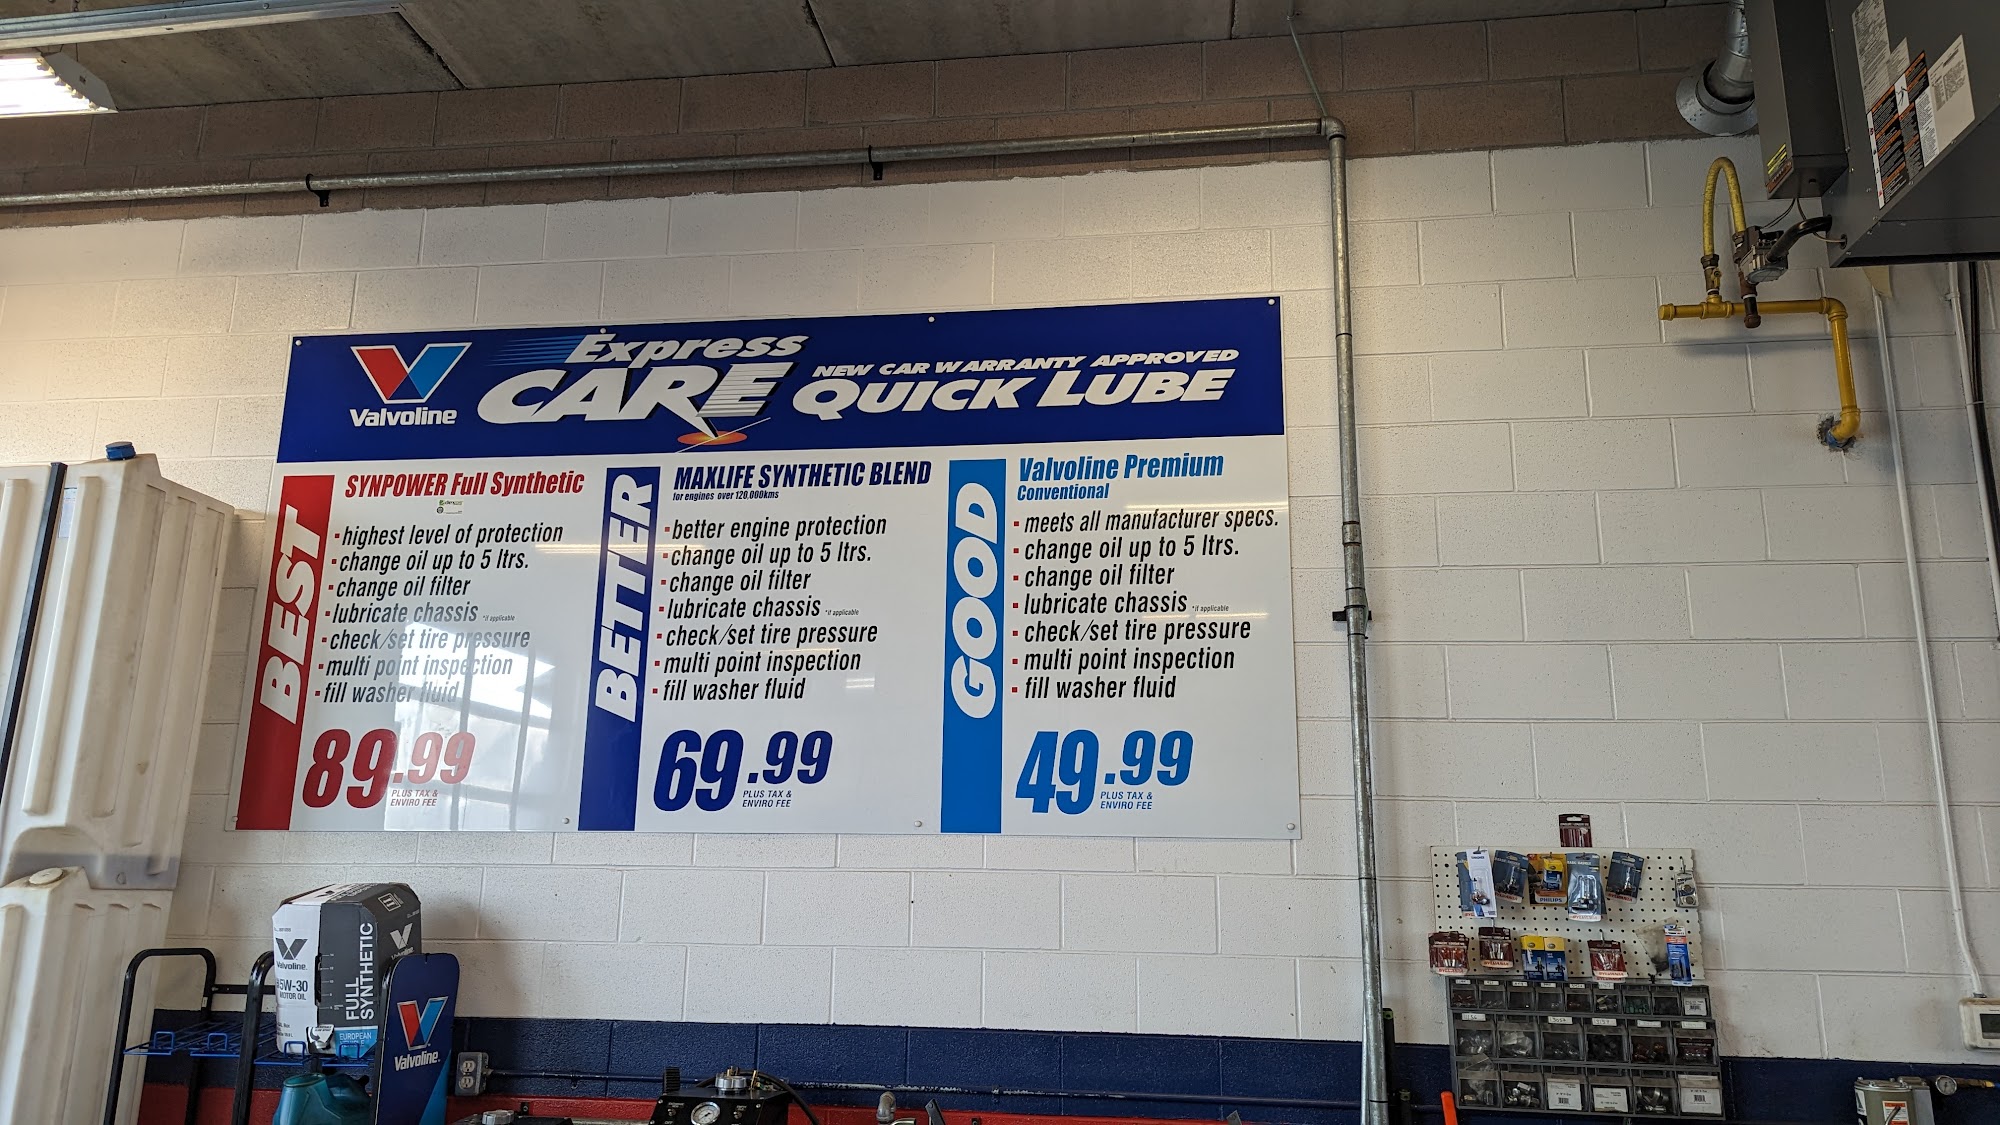 Valvoline
Express
CARE
NEW CAR WARRANTY APPROVED
QUICK LUBE
BEST
SYNPOWER Full Synthetic
highest level of protection
change oil up to 5 ltrs.
change oil filter
lubricate chassis *if applicable
check/set tire pressure
multi point inspection
fill washer fluid
89.99
PLUS TAX &
ENVIRO FEE
BETTER
MAXLIFE SYNTHETIC BLEND
for engines over 120,000kms
better engine protection
change oil up to 5 ltrs.
change oil filter
lubricate chassis *if applicable
check/set tire pressure
multi point inspection
fill washer fluid
69.99
PLUS TAX &
ENVIRO FEE
GOOD
Valvoline Premium
Conventional
meets all manufacturer specs.
change oil up to 5 ltrs.
change oil filter
lubricate chassis *if applicable
check/set tire pressure
multi point inspection
fill washer fluid
49.99
PLUS TAX &
ENVIRO FEE
Valvoline
5W-30
MOTOR OIL
FULL
SYNTHETIC
EUROPEAN
Valvoline
PHILIPS
SYLVANIA